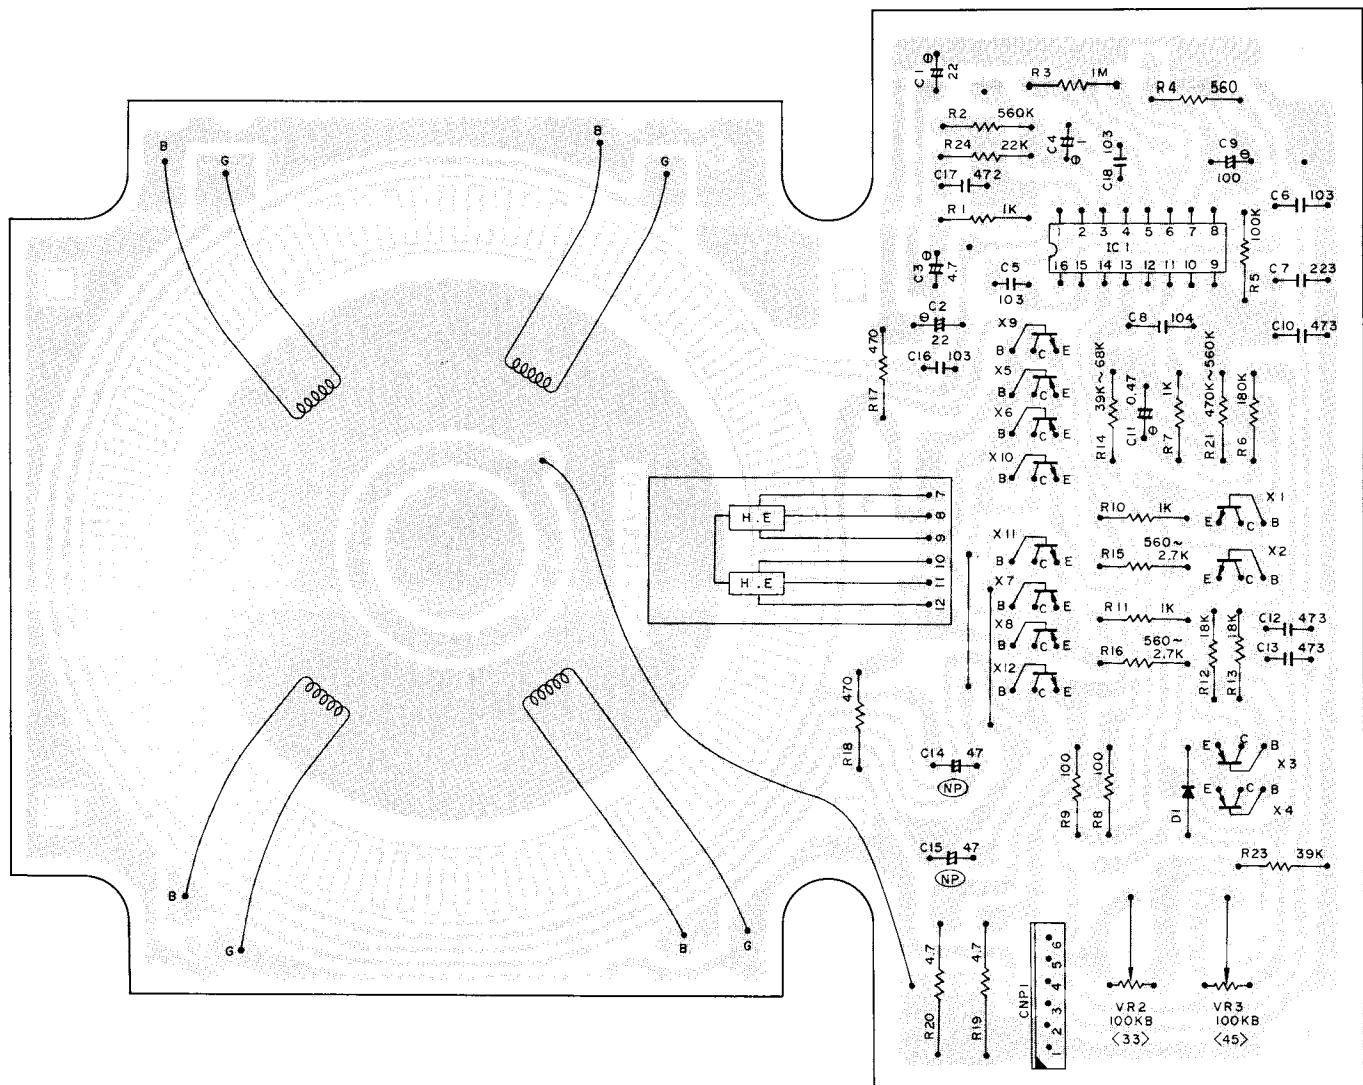 B
G
B
G
C1
22
R3 1M
R4 560
R2 560K
R24 22K
C4
1
103
C18
C9
100
C17 472
R1 1K
C6 103
1 2 3 4 5 6 7 8
IC1
16 15 14 13 12 11 10 9
100K
R5
C3
4.7
C5
103
C7 223
C2
22
C16 103
470
R17
C8 104
C10 473
X9
B C E
X5
B C E
X6
B C E
X10
B C E
39K~68K
R14
0.47
C11
1K
R7
470K~560K
R21
180K
R6
H.E
H.E
7
8
9
10
11
12
R10 1K
X1
E C B
560~
R15 2.7K
X2
E C B
X11
B C E
X7
B C E
X8
B C E
X12
B C E
R11 1K
560~
R16 2.7K
18K
R12
18K
R13
C12 473
C13 473
470
R18
C14 47
NP
C15 47
NP
100
R9
100
R8
D1
E C B
X3
E C B
X4
R23 39K
B
G
B
G
4.7
R20
4.7
R19
CNP1
6
5
4
3
2
1
VR2
100KB
<33>
VR3
100KB
<45>